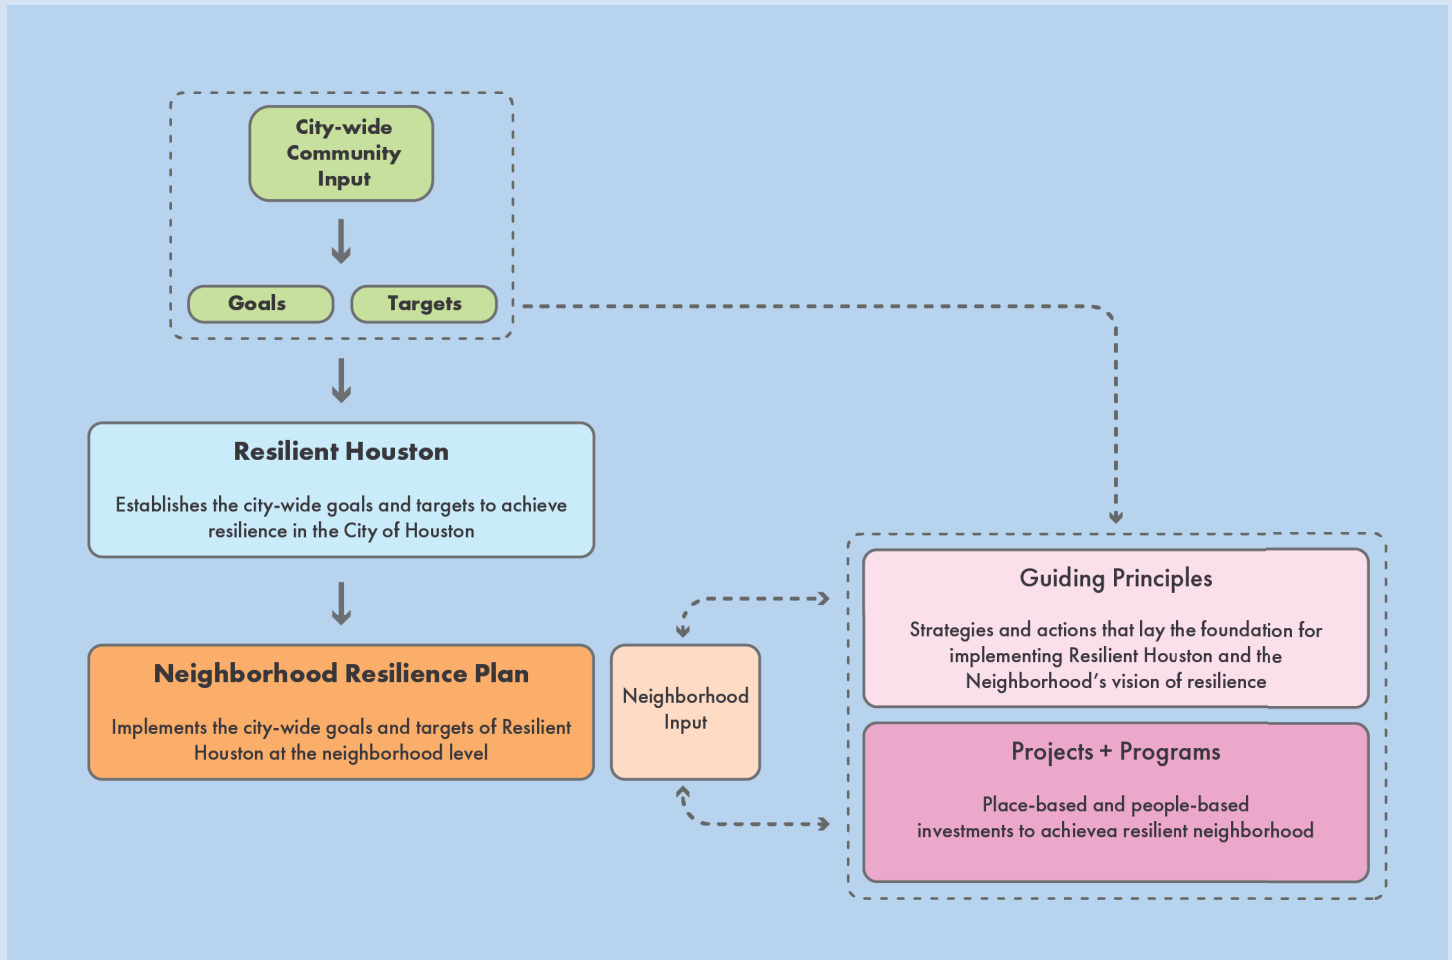 City-wide
Community
Input
Goals
Targets
Resilient Houston
Establishes the city-wide goals and targets to achieve
resilience in the City of Houston
Neighborhood Resilience Plan
Implements the city-wide goals and targets of Resilient
Houston at the neighborhood level
Neighborhood
Input
Guiding Principles
Strategies and actions that lay the foundation for
implementing Resilient Houston and the
Neighborhood's vision of resilience
Projects + Programs
Place-based and people-based
investments to achievea resilient neighborhood